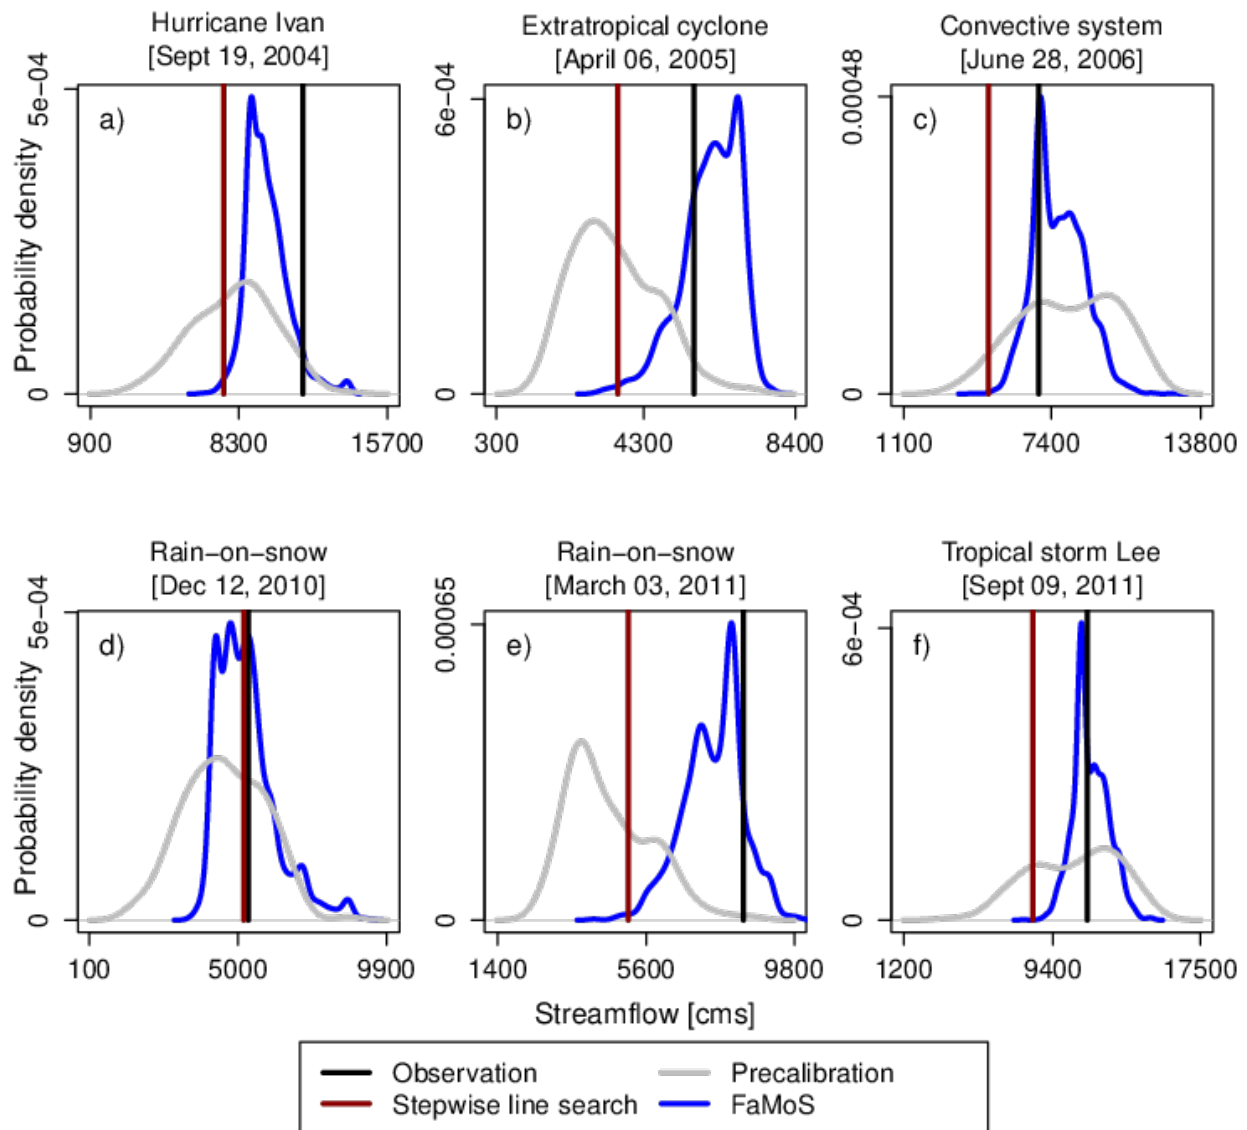 Hurricane Ivan
[Sept 19, 2004]
Extratropical cyclone
[April 06, 2005]
Convective system
[June 28, 2006]
a)
b)
c)
Probability density
0
5e−04
0
6e−04
0
0.00048
900
8300
15700
300
4300
8400
1100
7400
13800
Rain−on−snow
[Dec 12, 2010]
Rain−on−snow
[March 03, 2011]
Tropical storm Lee
[Sept 09, 2011]
d)
e)
f)
Probability density
0
5e−04
0
0.00065
0
6e−04
100
5000
9900
1400
5600
9800
1200
9400
17500
Streamflow [cms]
Observation
Precalibration
Stepwise line search
FaMoS